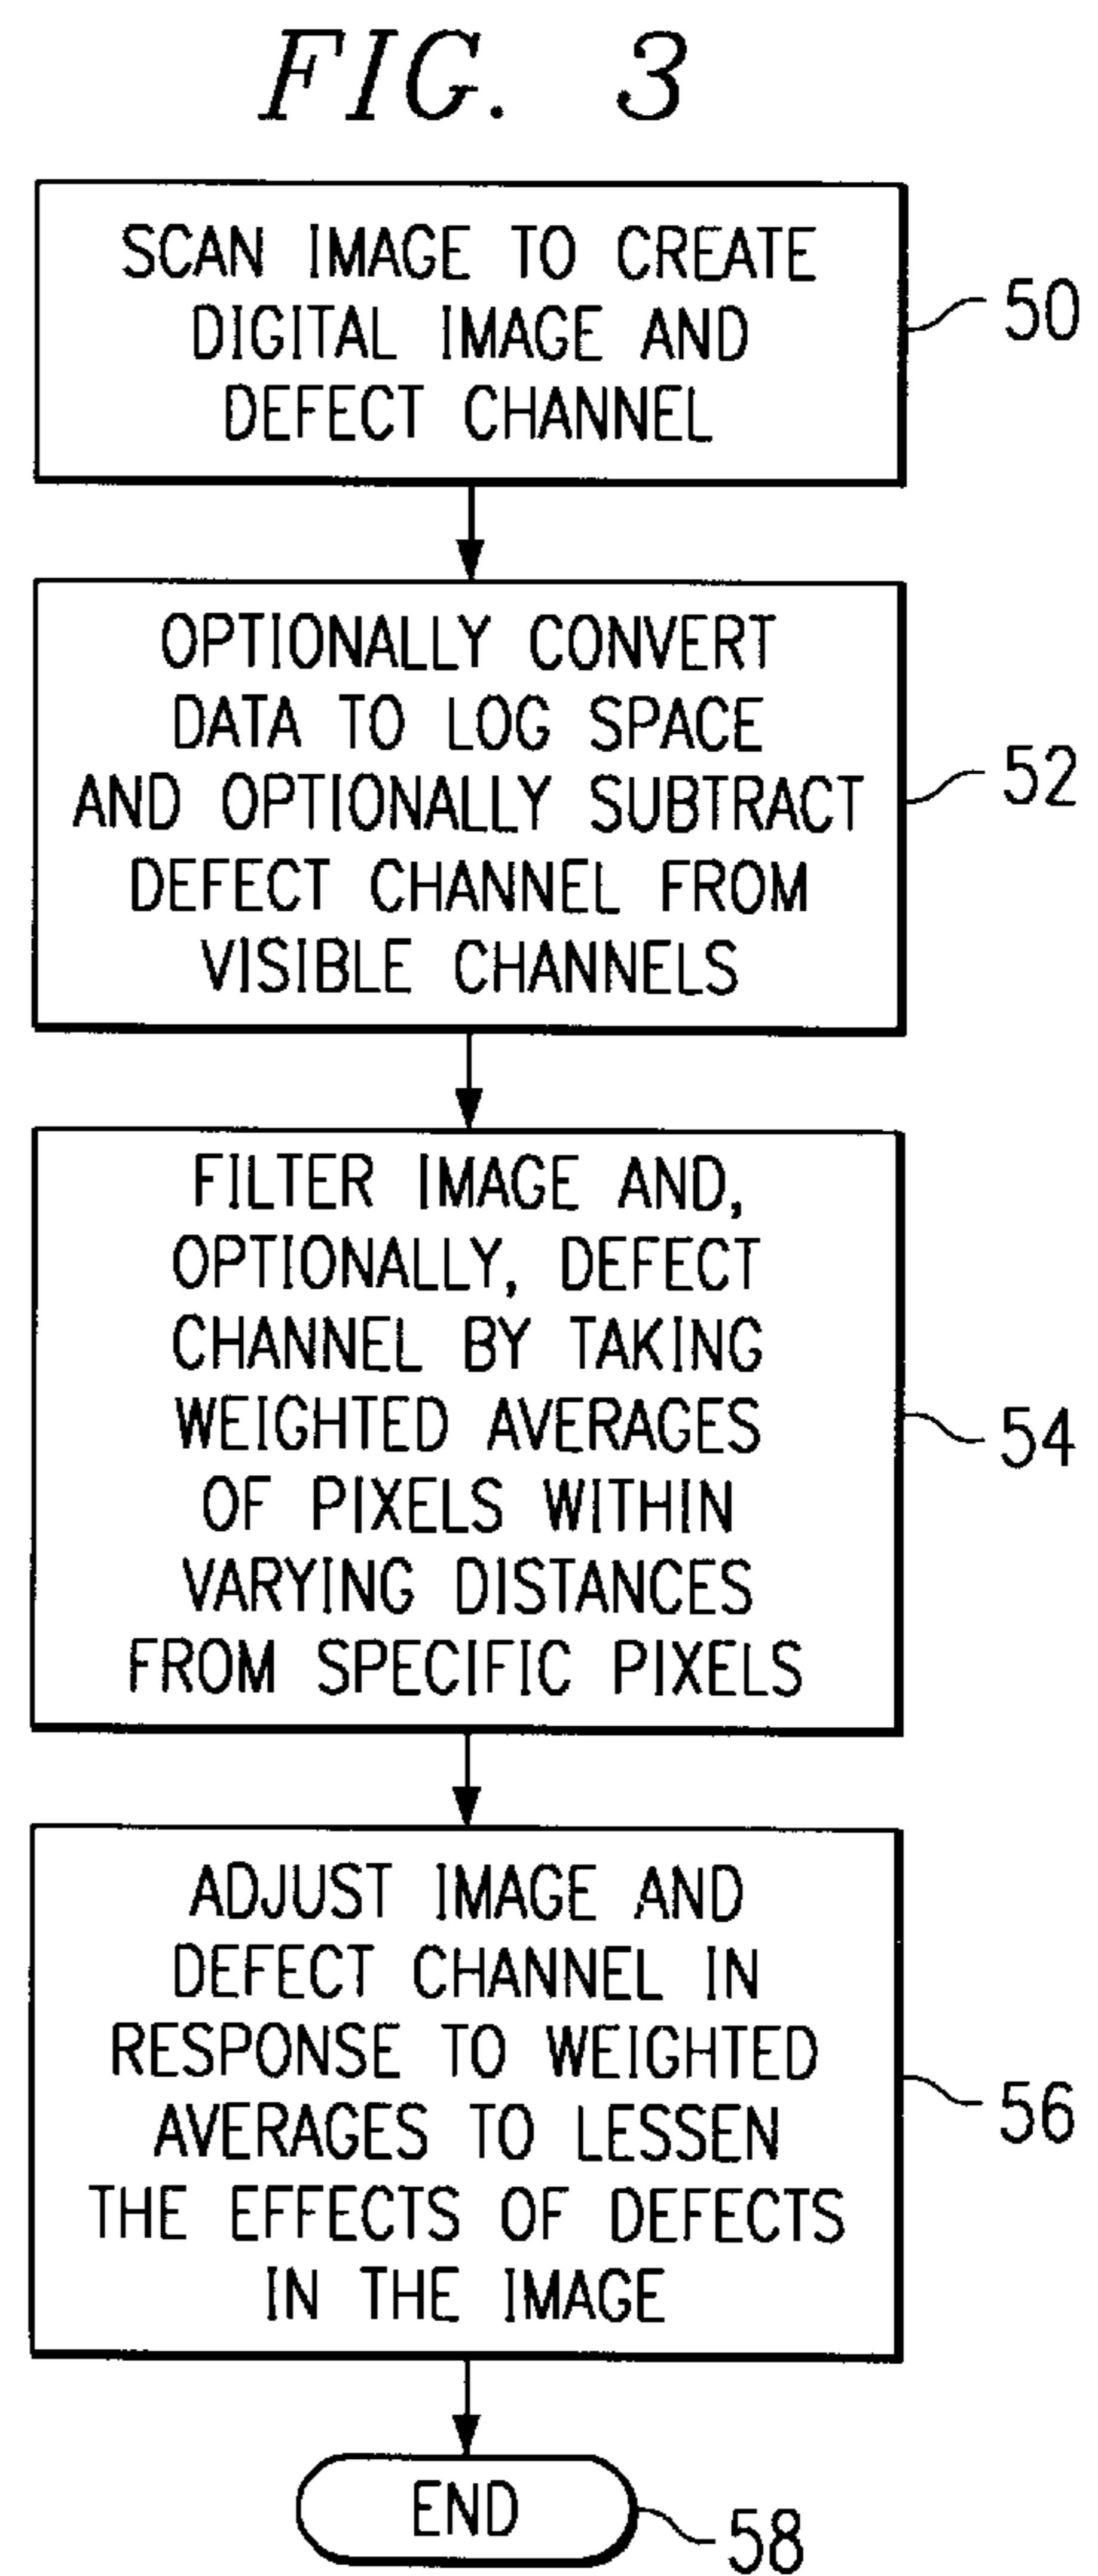 FIG. 3
SCAN IMAGE TO CREATE
DIGITAL IMAGE AND
DEFECT CHANNEL
50
OPTIONALLY CONVERT
DATA TO LOG SPACE
AND OPTIONALLY SUBTRACT
DEFECT CHANNEL FROM
VISIBLE CHANNELS
52
FILTER IMAGE AND,
OPTIONALLY, DEFECT
CHANNEL BY TAKING
WEIGHTED AVERAGES
OF PIXELS WITHIN
VARYING DISTANCES
FROM SPECIFIC PIXELS
54
ADJUST IMAGE AND
DEFECT CHANNEL IN
RESPONSE TO WEIGHTED
AVERAGES TO LESSEN
THE EFFECTS OF DEFECTS
IN THE IMAGE
56
END
58